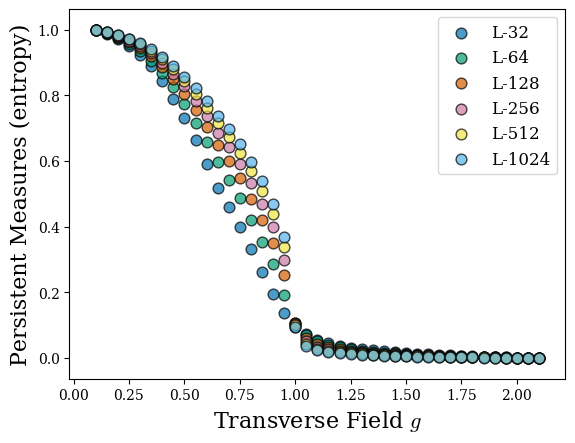 Persistent Measures (entropy)
1.0
0.8
0.6
0.4
0.2
0.0
L-32
L-64
L-128
L-256
L-512
L-1024
0.00 0.25 0.50 0.75 1.00 1.25 1.50 1.75 2.00
Transverse Field g